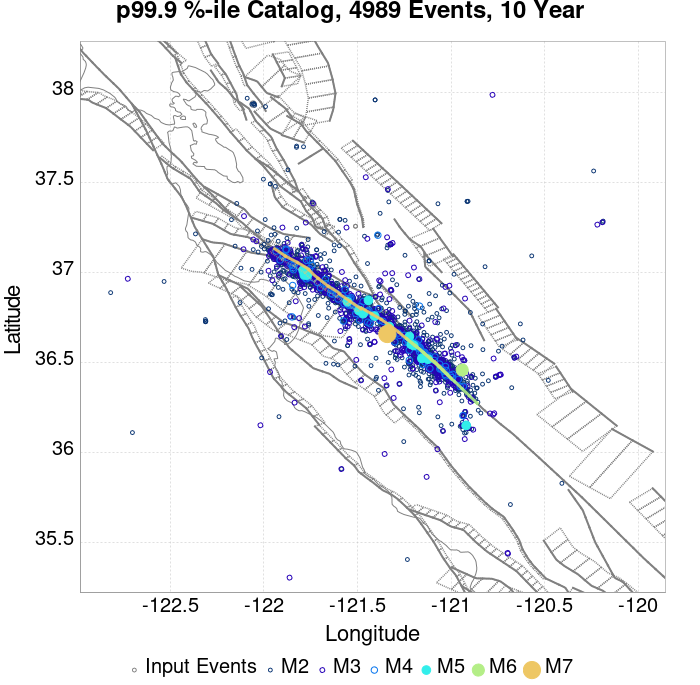 p99.9 %-ile Catalog, 4989 Events, 10 Year
38
37.5
37
36.5
36
35.5
Latitude
-122.5 -122 -121.5 -121 -120.5 -120
Longitude
Input Events M2 M3 M4 M5 M6 M7